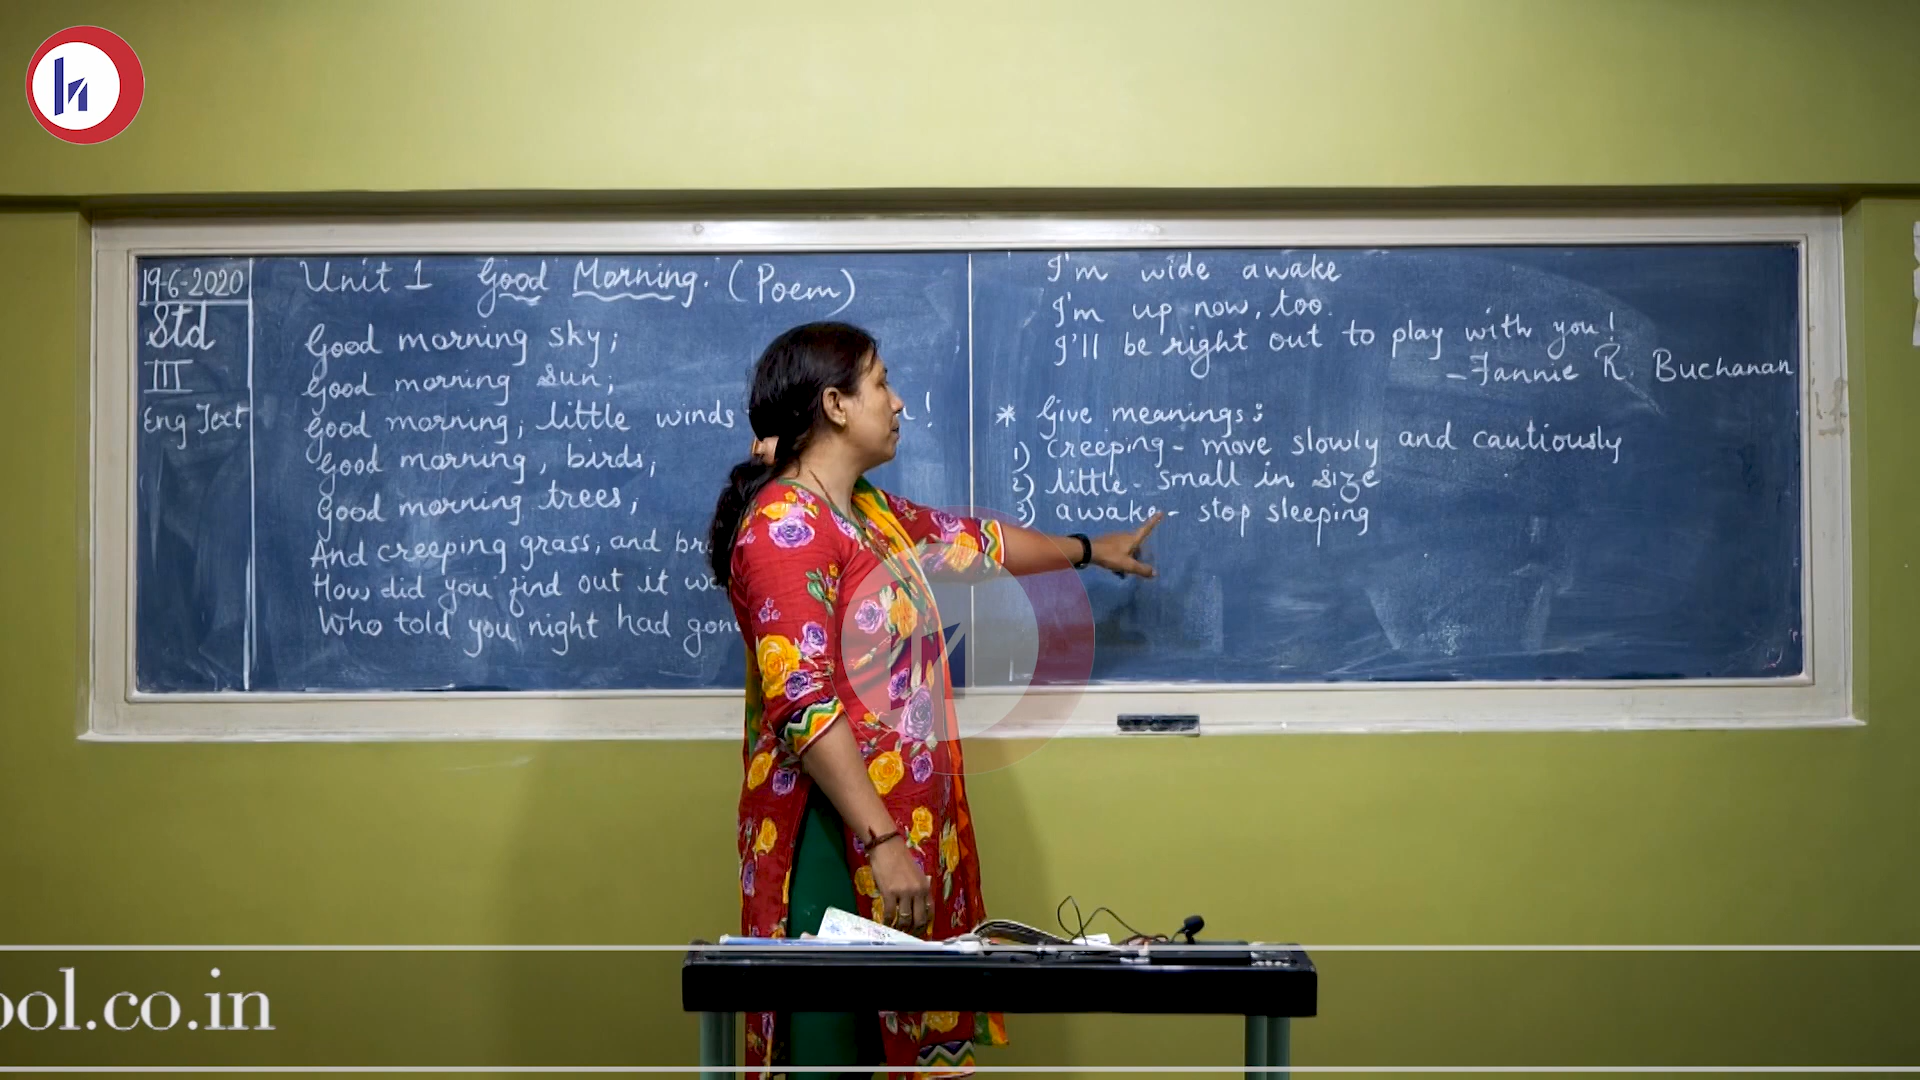 19-6-2020
Std
III
Eng Text
Unit 1 Good Morning. (Poem)
Good morning sky;
Good morning sun;
Good morning, little winds !
Good morning, birds;
Good morning trees;
And creeping grass, and
How did you find out it
Who told you night had
I'm wide awake
I'm up now, too.
I'll be right out to play with you!
- Fannie R. Buchanan
* Give meanings:
1) creeping - move slowly and cautiously
2) little - small in size
3) awake - stop sleeping
ool.co.in